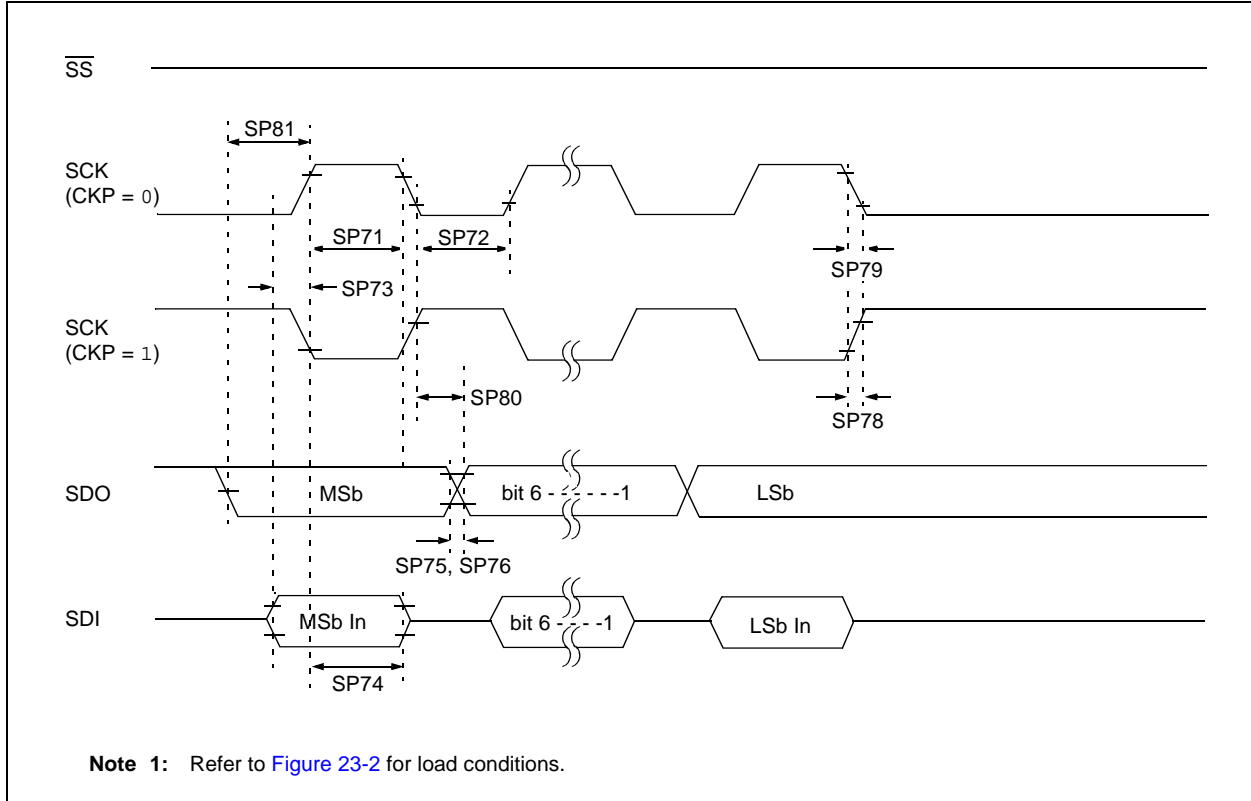 SS
SP81
SCK
(CKP = 0)
SP71
SP72
SP79
SP73
SCK
(CKP = 1)
SP80
SP78
SDO
MSb
bit 6 - - - - - -1
LSb
SP75, SP76
SDI
MSb In
bit 6 - - - -1
LSb In
SP74
Note 1: Refer to Figure 23-2 for load conditions.